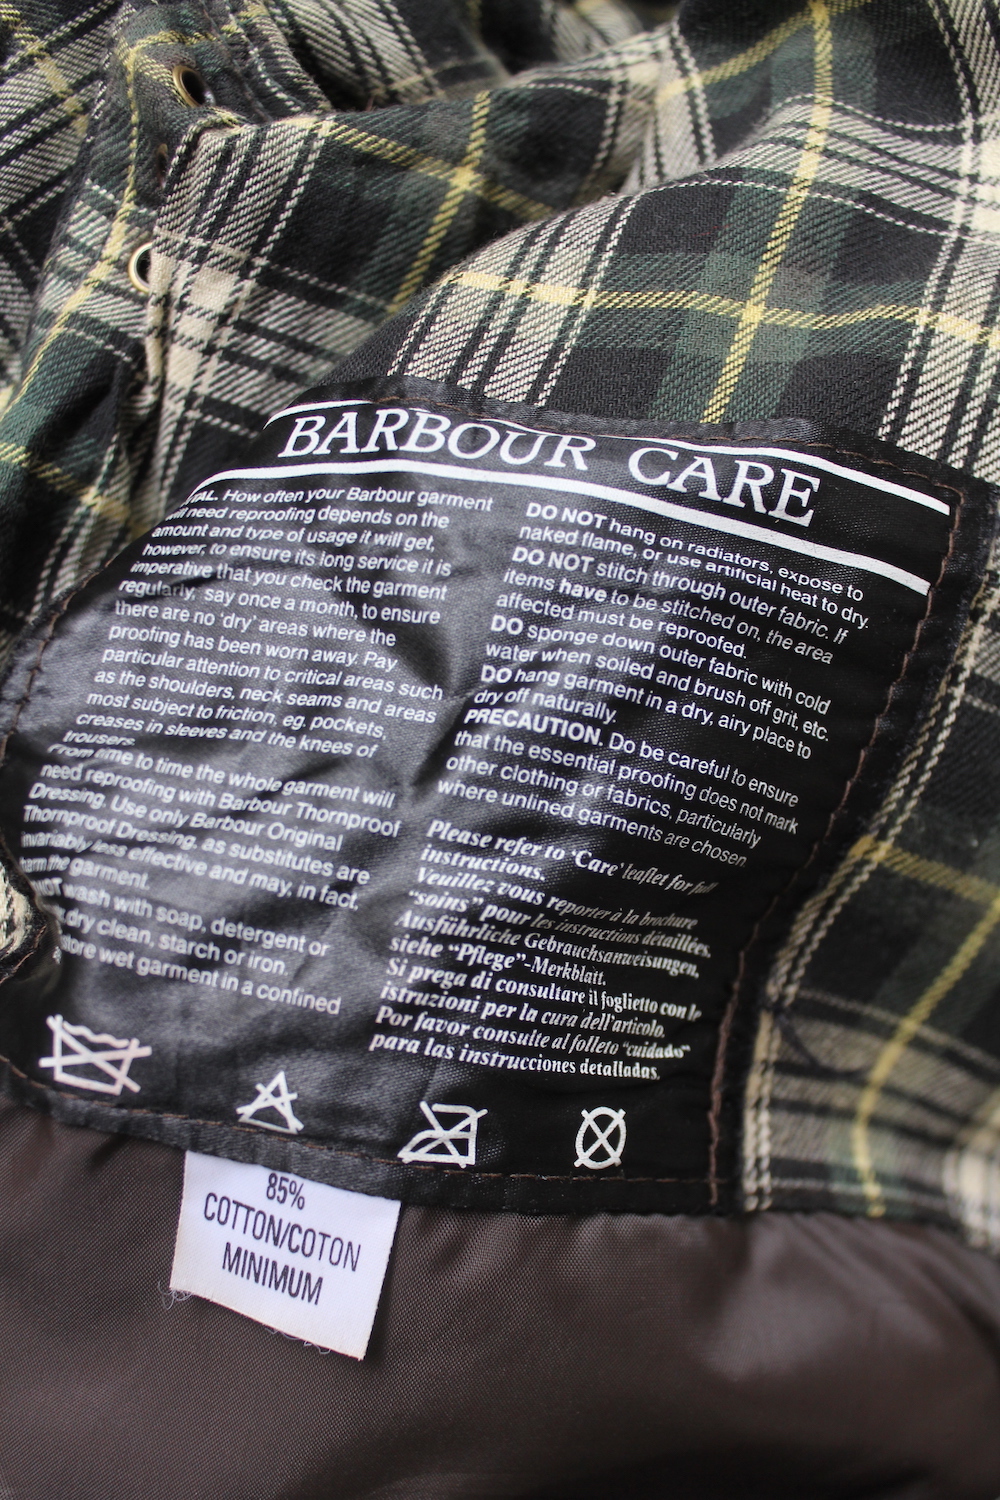 BARBOUR CARE
How often your Barbour garment
need reproofing depends on the
amount and type of usage it will get,
however, to ensure its long service it is
imperative that you check the garment
regularly, say once a month, to ensure
there are no 'dry' areas where the
proofing has been worn away. Pay
particular attention to critical areas such
as the shoulders, neck seams and areas
most subject to friction, eg. pockets,
creases in sleeves and the knees of
trousers.
From time to time the whole garment will
need reproofing with Barbour Thornproof
Dressing. Use only Barbour Original
Thornproof Dressing, as substitutes are
invariably less effective and may, in fact,
harm the garment.
wash with soap, detergent or
dry clean, starch or iron.
store wet garment in a confined
DO NOT hang on radiators, expose to
naked flame, or use artificial heat to dry.
DO NOT stitch through outer fabric. If
items have to be stitched on, the area
affected must be reproofed.
DO sponge down outer fabric with cold
water when soiled and brush off grit, etc.
DO hang garment in a dry, airy place to
dry off naturally.
PRECAUTION. Do be careful to ensure
that the essential proofing does not mark
other clothing or fabrics, particularly
where unlined garments are chosen
Please refer to 'Care' leaflet for full
instructions.
Veuillez vous reporter à la brochure
"soins" pour les instructions détaillées.
Ausführliche Gebrauchsanweisungen,
siehe "Pflege"-Merkblatt.
Si prega di consultare il foglietto con le
istruzioni per la cura dell'articolo.
Por favor consulte al folleto "cuidado"
para las instrucciones detalladas.
85%
COTTON/COTON
MINIMUM